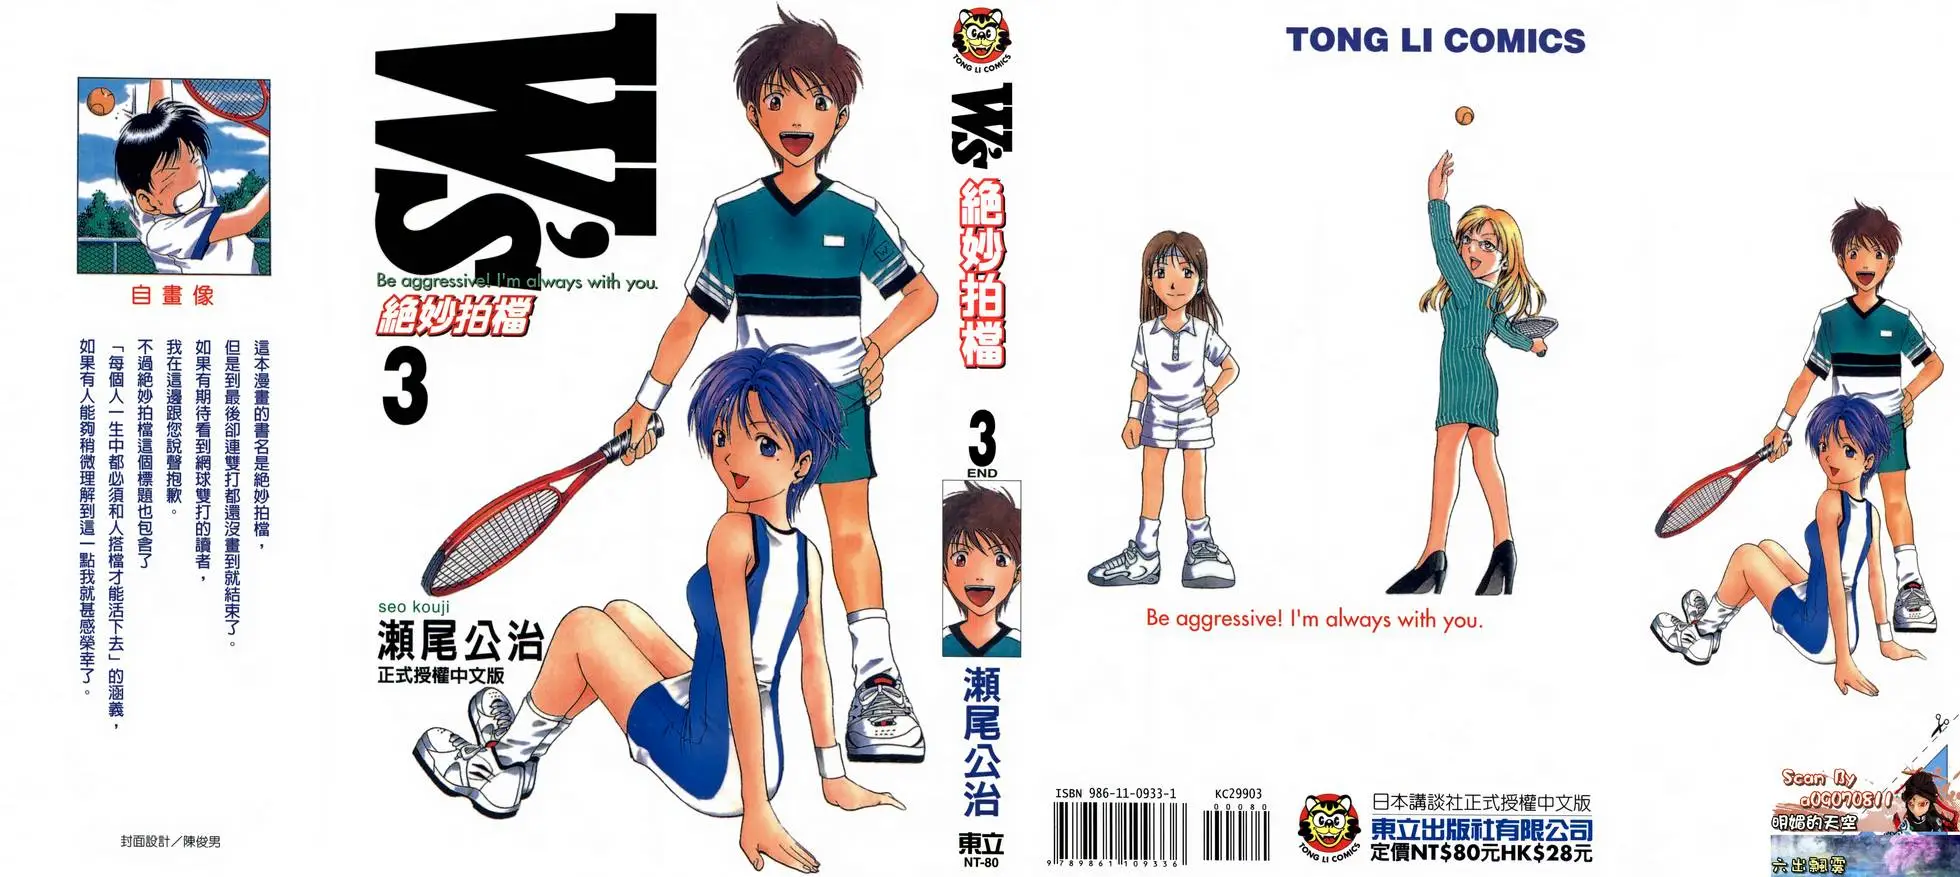 自畫像
這本漫畫的書名是絕妙拍檔，
但是到最後卻連雙打都還沒畫到就結束了。
如果有期待看到網球雙打的讀者，
我在這邊跟您說聲抱歉。
不過絕妙拍檔這個標題也包含了
「每個人一生中都必須和人搭檔才能活下去」的涵義，
如果有人能夠稍微理解到這一點我就甚感榮幸了。
封面設計／陳俊男
W's
Be aggressive! I'm always with you.
絕妙拍檔
3
seo kouji
瀨尾公治
正式授權中文版
W
TONG LI COMICS
W's
絕妙拍檔
3
END
瀨尾公治
東立
NT-80
TONG LI COMICS
Be aggressive! I'm always with you.
ISBN 986-11-0933-1
9789861109336
KC29903
00080
TONG LI COMICS
日本講談社正式授權中文版
東立出版社有限公司
定價NT$80元HK$28元
Scan By
a09070811
明媚的天空
六出飄霙